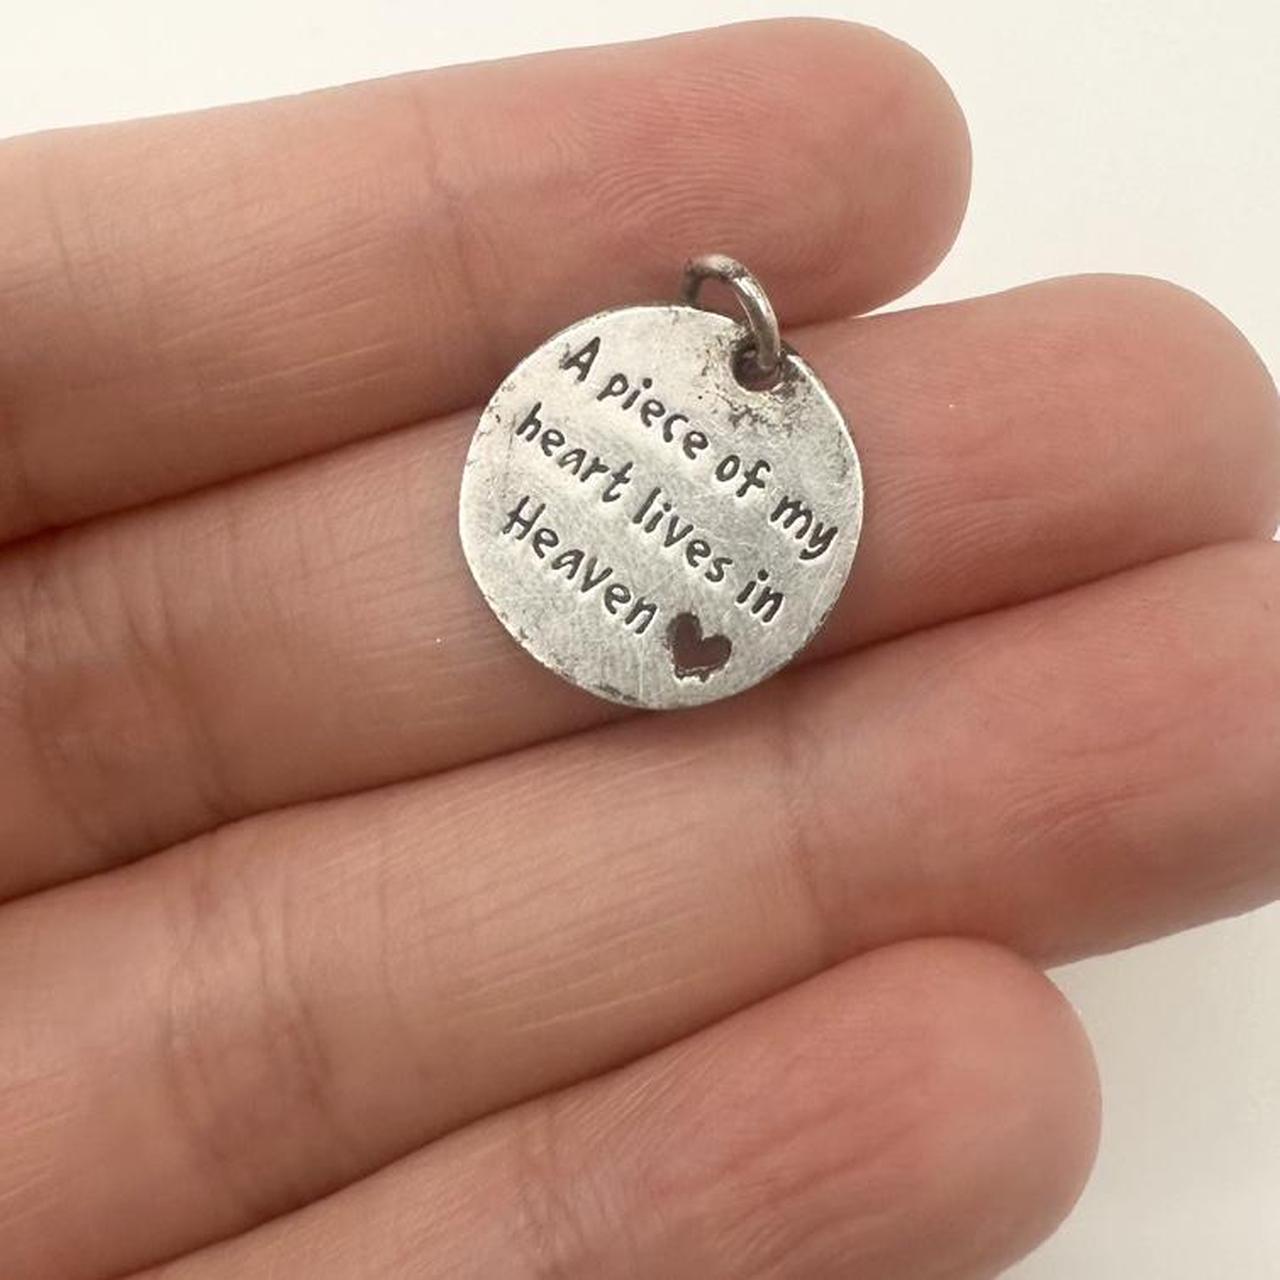 A piece of my
heart lives in
Heaven